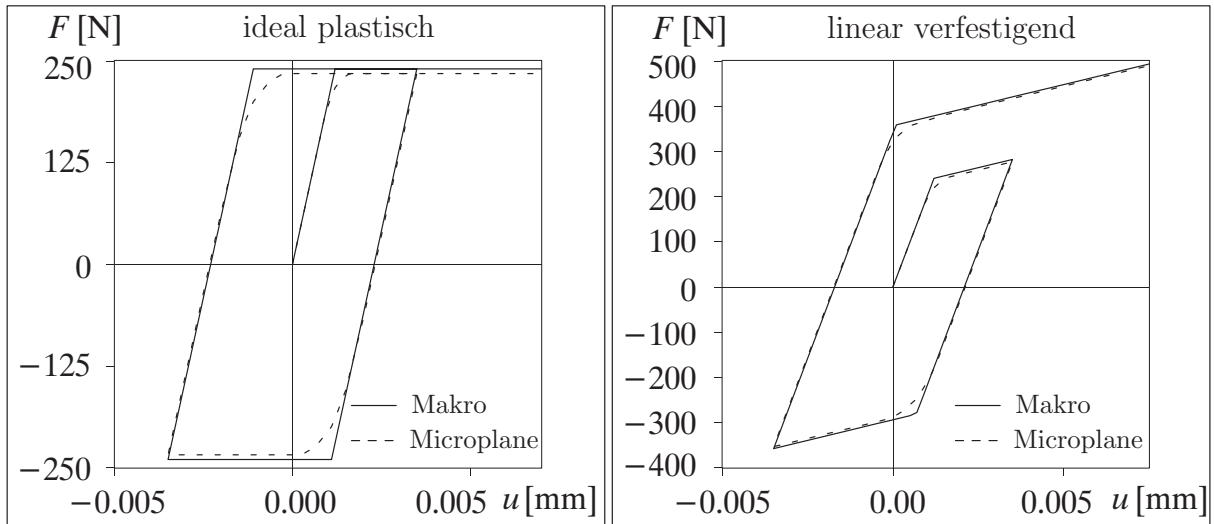 F [N] ideal plastisch
250
125
0
−125
−250
Makro
Microplane
−0.005 0.000 0.005 u [mm]
F [N] linear verfestigend
500
400
300
200
100
0
−100
−200
−300
−400
Makro
Microplane
−0.005 0.00 0.005 u [mm]